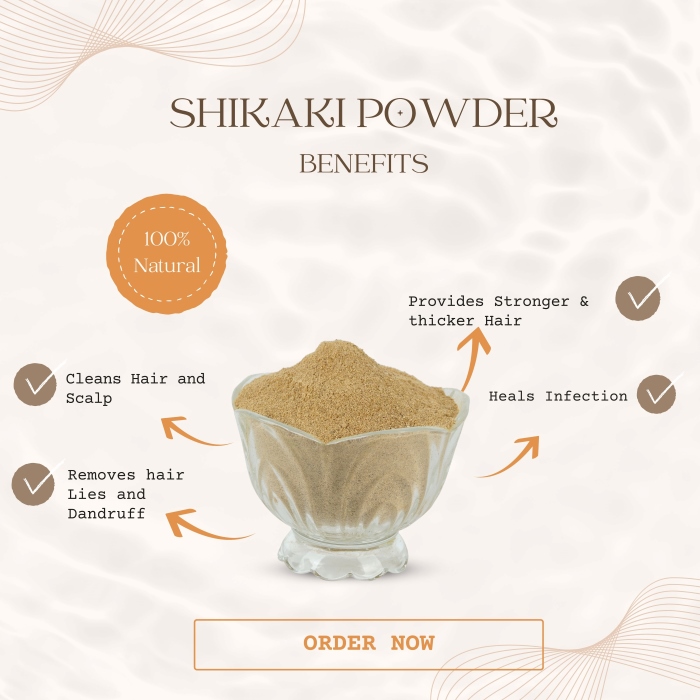 SHIKAKI POWDER
BENEFITS
100%
Natural
Provides Stronger &
thicker Hair
Cleans Hair and
Scalp
Heals Infection
Removes hair
Lies and
Dandruff
ORDER NOW